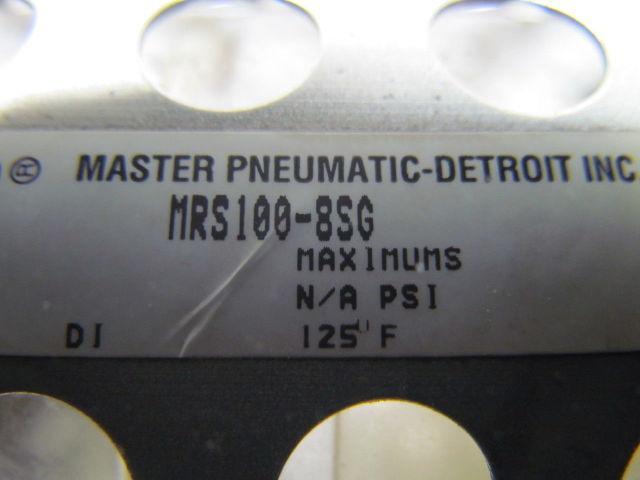 ® MASTER PNEUMATIC-DETROIT INC
MRS100-8SG
MAXIMUMS
N/A PSI
DI 125° F